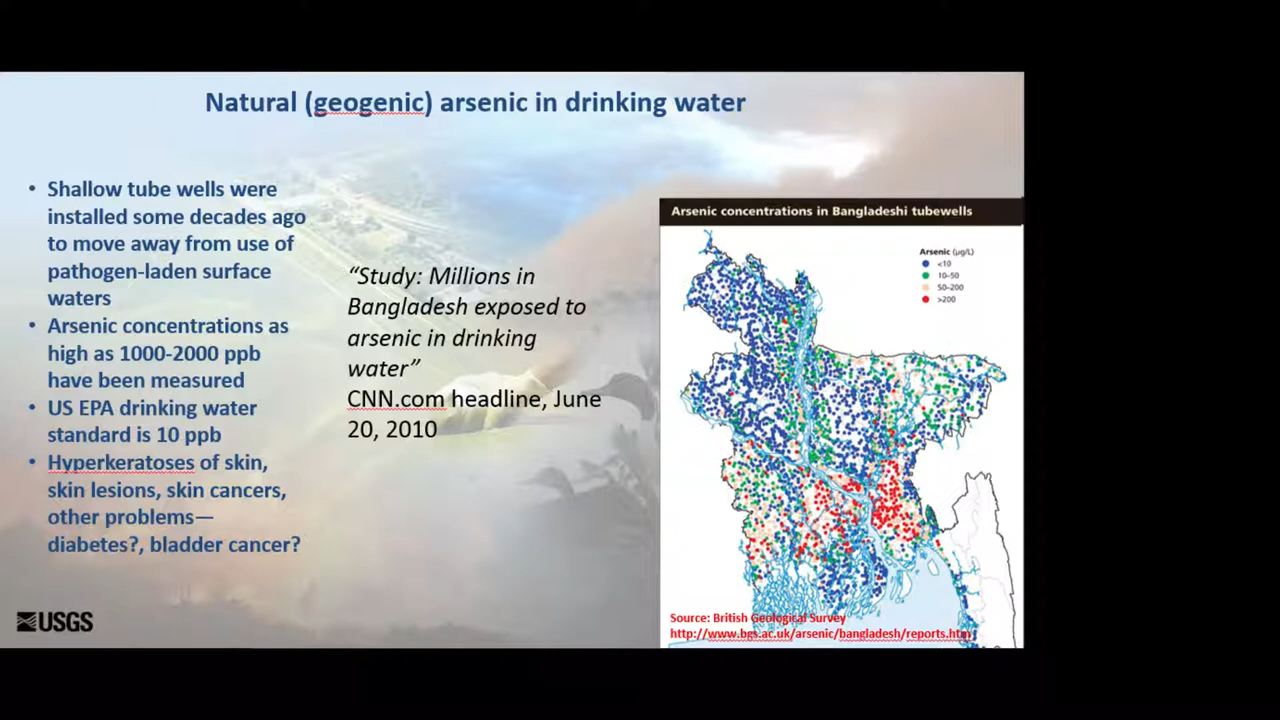 Natural (geogenic) arsenic in drinking water
• Shallow tube wells were
installed some decades ago
to move away from use of
pathogen-laden surface
waters
• Arsenic concentrations as
high as 1000-2000 ppb
have been measured
• US EPA drinking water
standard is 10 ppb
• Hyperkeratoses of skin,
skin lesions, skin cancers,
other problems—
diabetes?, bladder cancer?
“Study: Millions in
Bangladesh exposed to
arsenic in drinking
water”
CNN.com headline, June
20, 2010
Arsenic concentrations in Bangladeshi tubewells
Arsenic (µg/L)
<10
10–50
50–200
>200
Source: British Geological Survey
http://www.bgs.ac.uk/arsenic/bangladesh/reports.htm
USGS